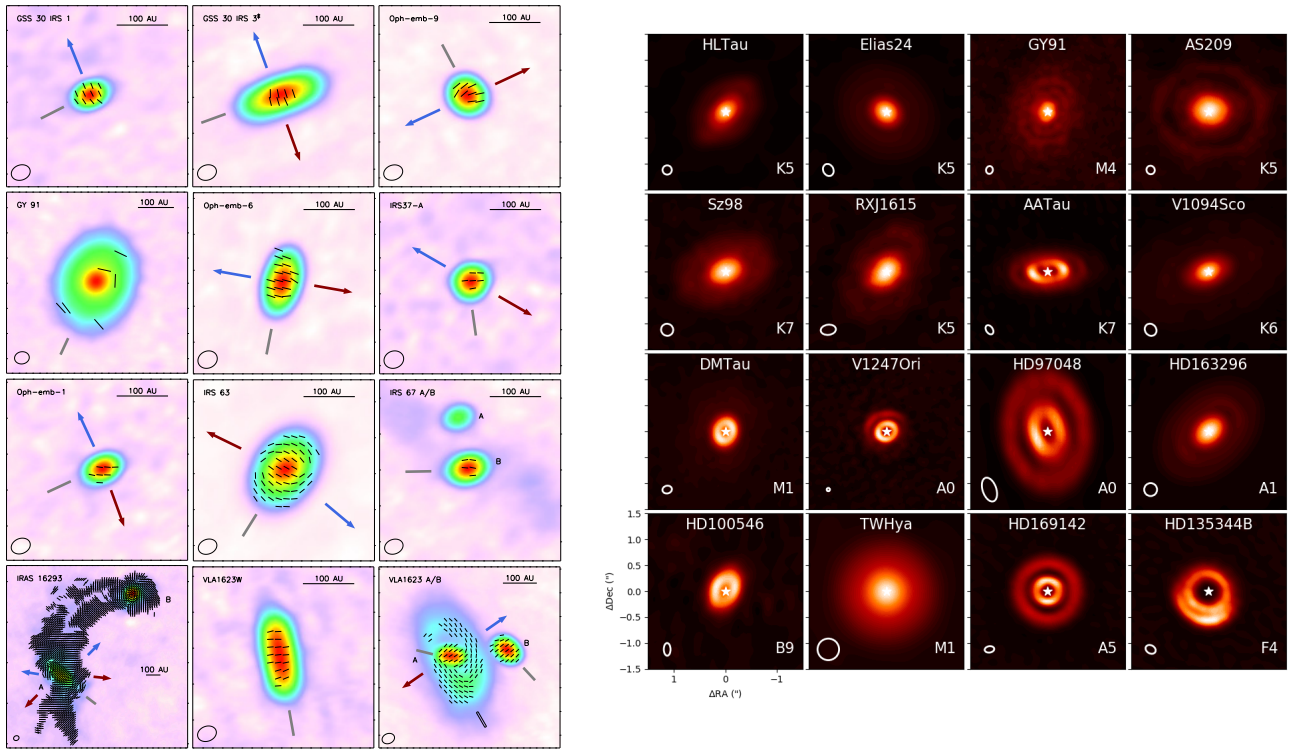 GSS 30 IRS 1 100 AU
GSS 30 IRS 3 100 AU
Oph-emb-9 100 AU
GY 91 100 AU
Oph-emb-6 100 AU
IRS37-A 100 AU
Oph-emb-1 100 AU
IRS 63 100 AU
IRS 67 A/B 100 AU
A
B
IRAS 16293
B
100 AU
A
VLA1623W 100 AU
VLA1623 A/B 100 AU
A
B
HLTau Elias24 GY91 AS209
K5 K5 M4 K5
Sz98 RXJ1615 AATau V1094Sco
K7 K5 K7 K6
DMTau V1247Ori HD97048 HD163296
M1 A0 A0 A1
HD100546 TWHya HD169142 HD135344B
B9 M1 A5 F4
1.5
1.0
0.5
0.0
−0.5
−1.0
−1.5
ΔDec (")
1 0 −1
ΔRA (")